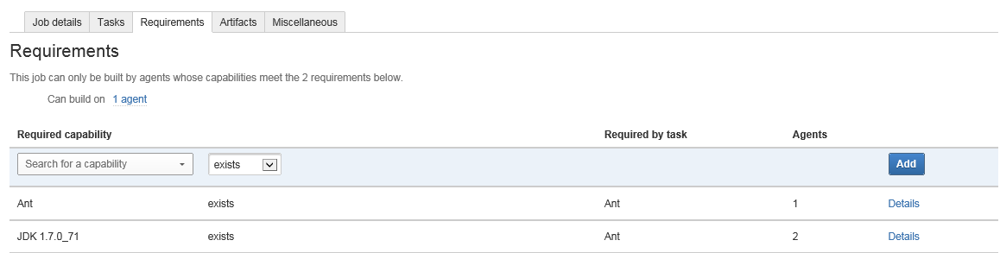 Job details Tasks Requirements Artifacts Miscellaneous
Requirements
This job can only be built by agents whose capabilities meet the 2 requirements below.
Can build on 1 agent
Required capability Required by task Agents
Search for a capability exists Add
Ant exists Ant 1 Details
JDK 1.7.0_71 exists Ant 2 Details